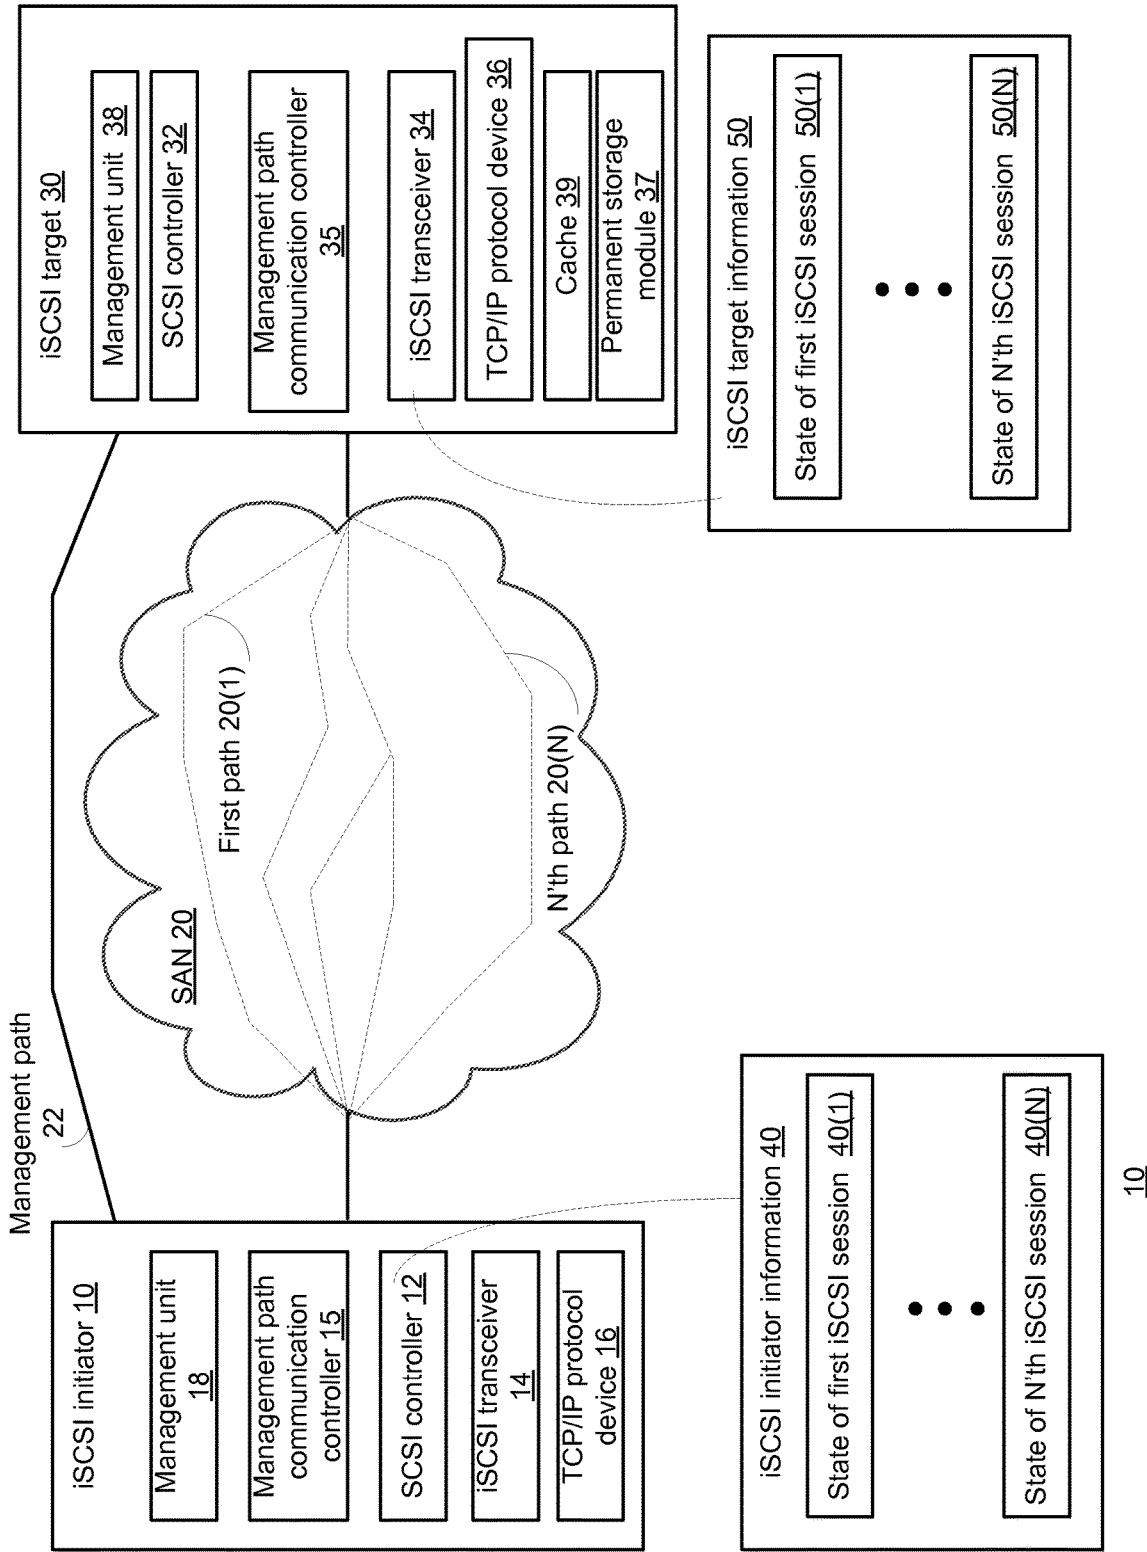 Management path
22
iSCSI initiator 10
Management unit
18
Management path
communication
controller 15
SCSI controller 12
iSCSI transceiver
14
TCP/IP protocol
device 16
SAN 20
First path 20(1)
N'th path 20(N)
iSCSI target 30
Management unit 38
SCSI controller 32
Management path
communication controller
35
iSCSI transceiver 34
TCP/IP protocol device 36
Cache 39
Permanent storage
module 37
iSCSI initiator information 40
State of first iSCSI session 40(1)
State of N'th iSCSI session 40(N)
iSCSI target information 50
State of first iSCSI session 50(1)
State of N'th iSCSI session 50(N)
10